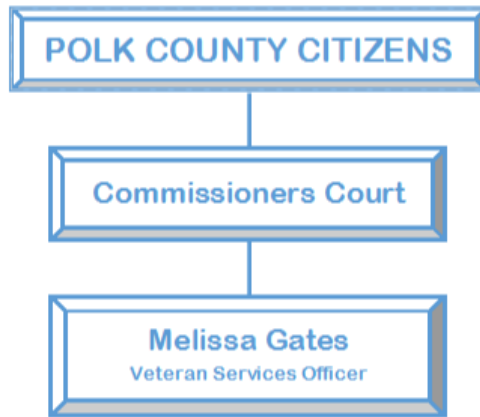 POLK COUNTY CITIZENS
Commissioners Court
Melissa Gates
Veteran Services Officer